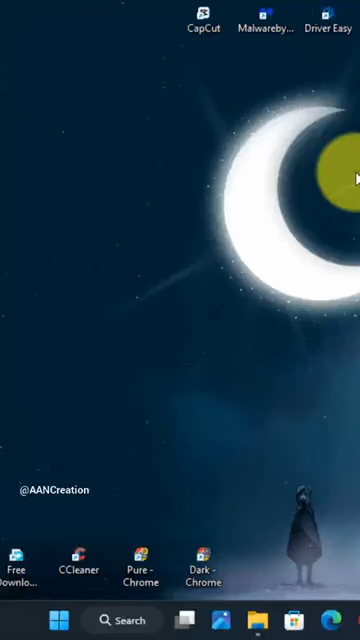 CapCut
Malwareby...
Driver Easy
@AANCreation
Free
Downlo...
CCleaner
Pure -
Chrome
Dark -
Chrome
Search